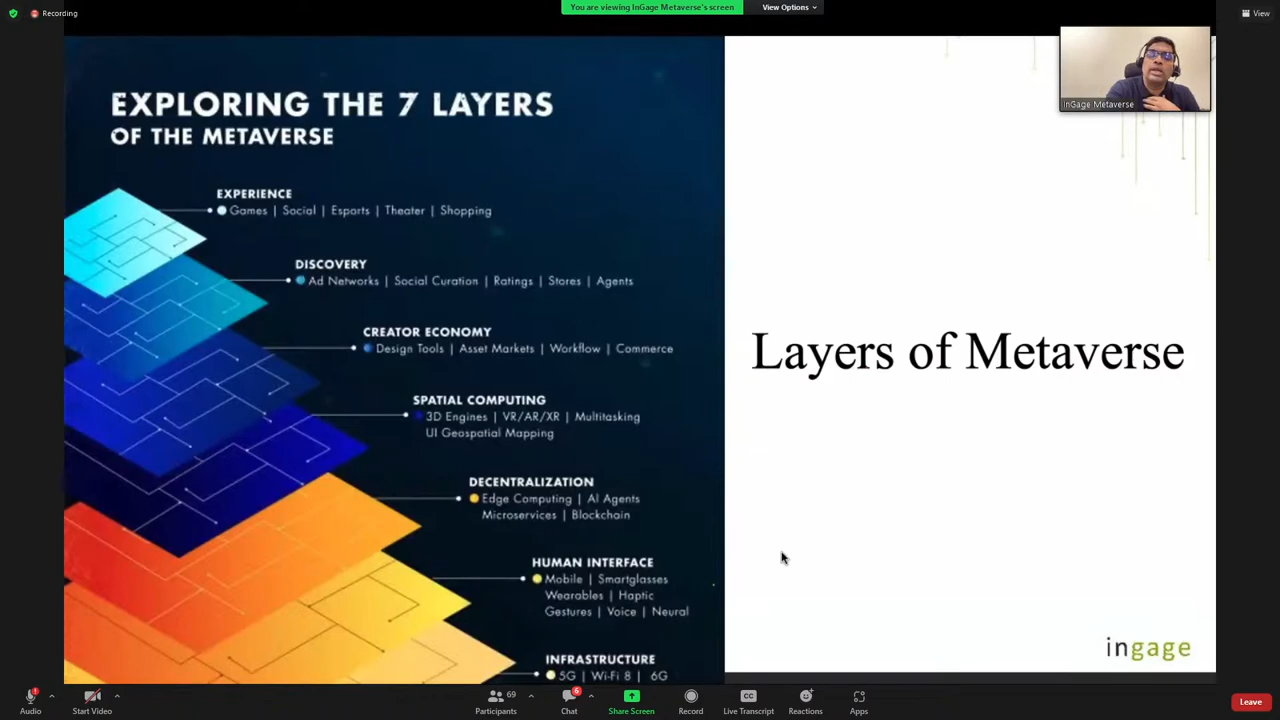 Recording
You are viewing InGage Metaverse's screen
View Options
View
InGage Metaverse
EXPLORING THE 7 LAYERS
OF THE METAVERSE
EXPERIENCE
Games | Social | Esports | Theater | Shopping
DISCOVERY
Ad Networks | Social Curation | Ratings | Stores | Agents
CREATOR ECONOMY
Design Tools | Asset Markets | Workflow | Commerce
SPATIAL COMPUTING
3D Engines | VR/AR/XR | Multitasking
UI Geospatial Mapping
DECENTRALIZATION
Edge Computing | AI Agents
Microservices | Blockchain
HUMAN INTERFACE
Mobile | Smartglasses
Wearables | Haptic
Gestures | Voice | Neural
INFRASTRUCTURE
5G | Wi-Fi 8 | 6G
Layers of Metaverse
ingage
Audio
Start Video
Participants
69
Chat
6
Share Screen
Record
CC
Live Transcript
Reactions
Apps
Leave